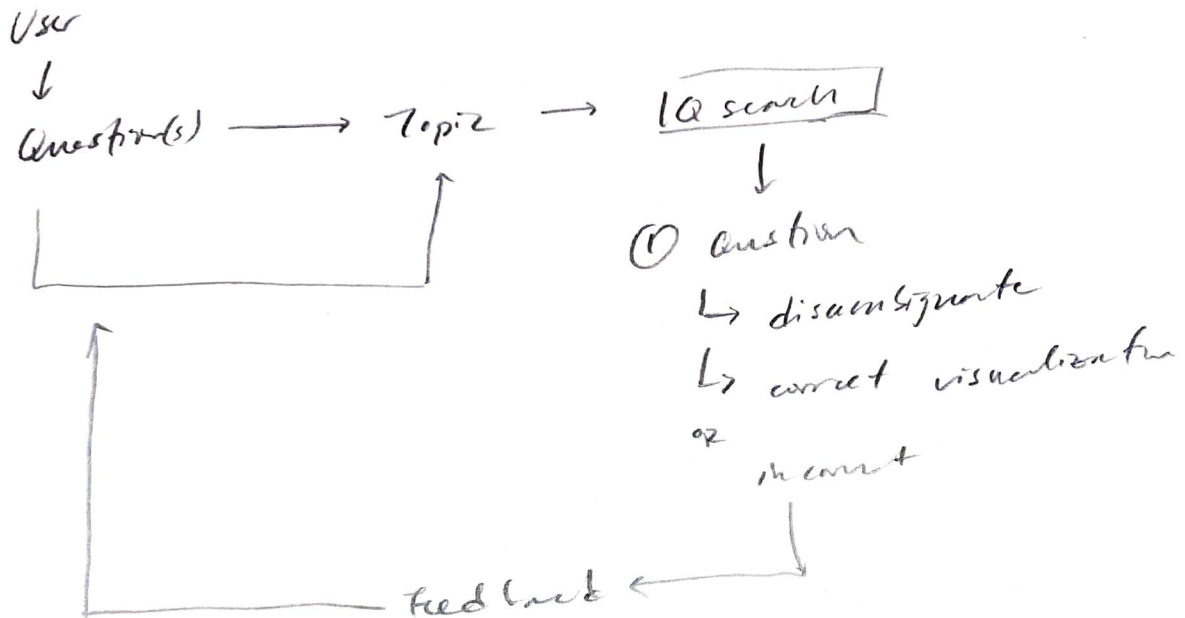 User
Question(s) Topic IQ search
① Question
disambiguate
correct visualization
or
incorrect
Feedback